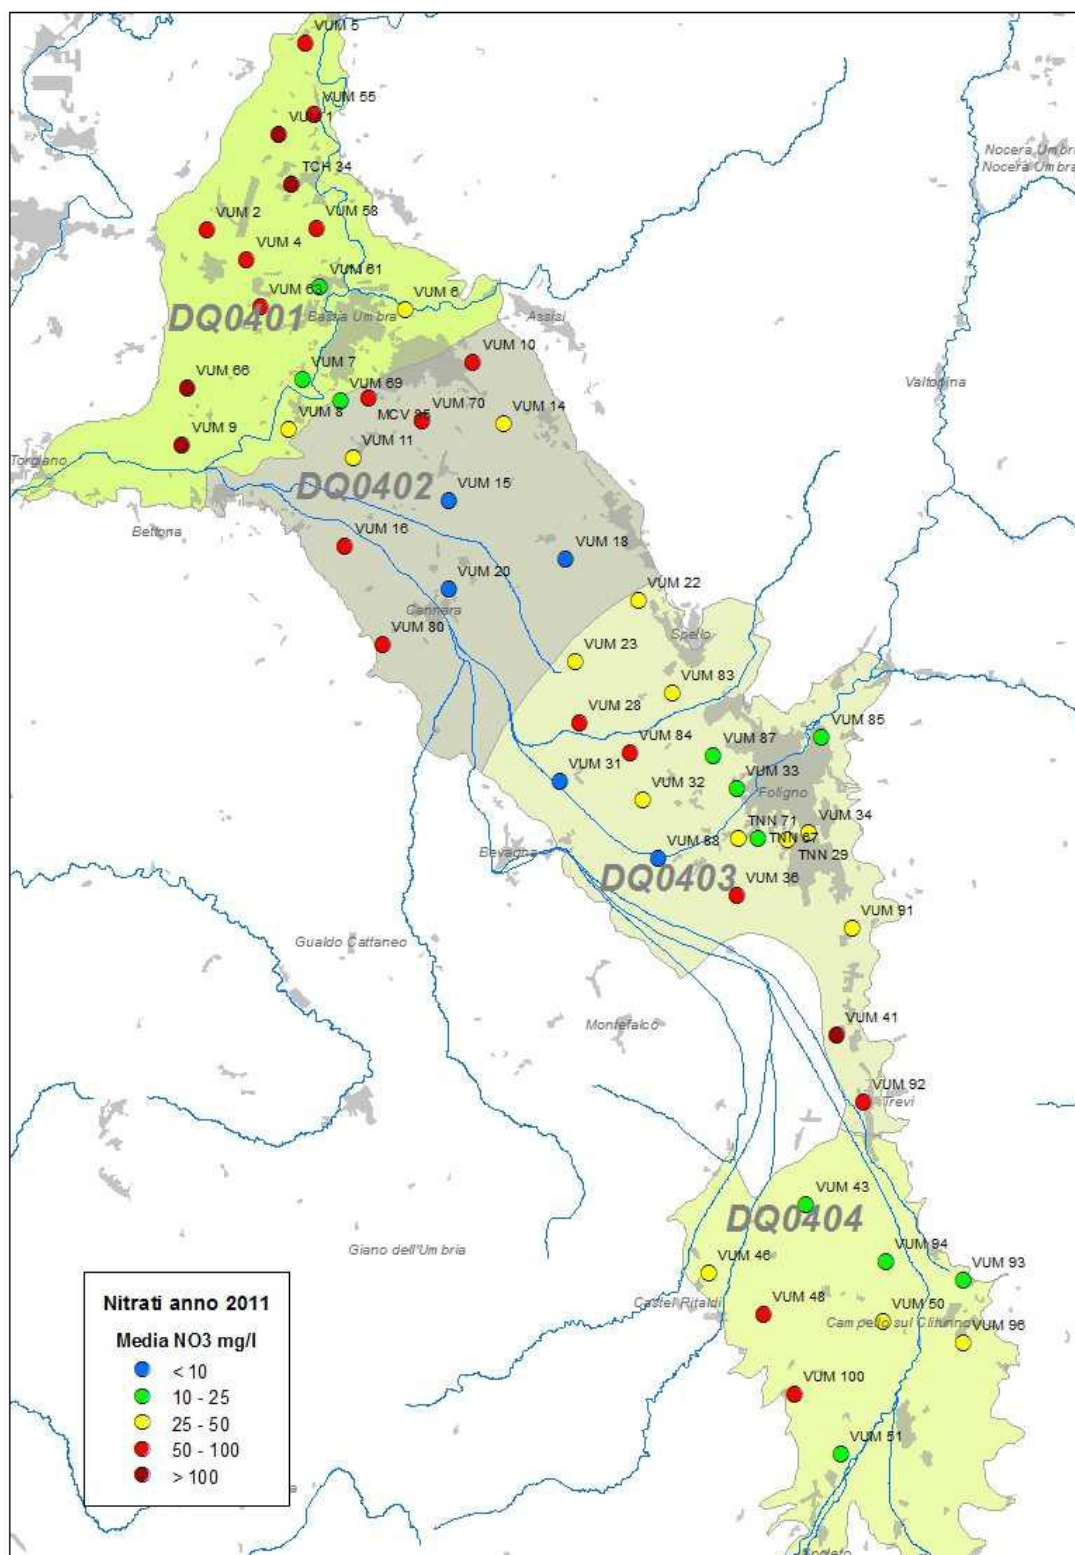 VUM 5
VUM 55
VUM 1
TCH 34
Nocera Umbra
Nocera Umbra
VUM 2
VUM 58
VUM 4
VUM 61
VUM 63
VUM 6
DQ0401
Bastia Umbra
Assisi
VUM 10
VUM 7
VUM 66
VUM 69
Valtopina
VUM 70
MCV 85
VUM 14
VUM 8
VUM 9
VUM 11
Torgiano
DQ0402
VUM 15
Bettona
VUM 16
VUM 18
VUM 20
VUM 22
Cannara
Spello
VUM 80
VUM 23
VUM 83
VUM 28
VUM 85
VUM 84
VUM 87
VUM 31
VUM 32
VUM 33
Foligno
TNN 71
VUM 34
VUM 88
TNN 67
Bevagna
TNN 29
DQ0403
VUM 36
VUM 91
Gualdo Cattaneo
VUM 41
Montefalco
VUM 92
Trevi
VUM 43
DQ0404
Giano dell'Umbria
VUM 94
VUM 46
VUM 93
Castel Ritaldi
VUM 48
VUM 50
Campello sul Clitunno
VUM 96
VUM 100
VUM 51
Spoleto
Nitrati anno 2011
Media NO3 mg/l
< 10
10 - 25
25 - 50
50 - 100
> 100